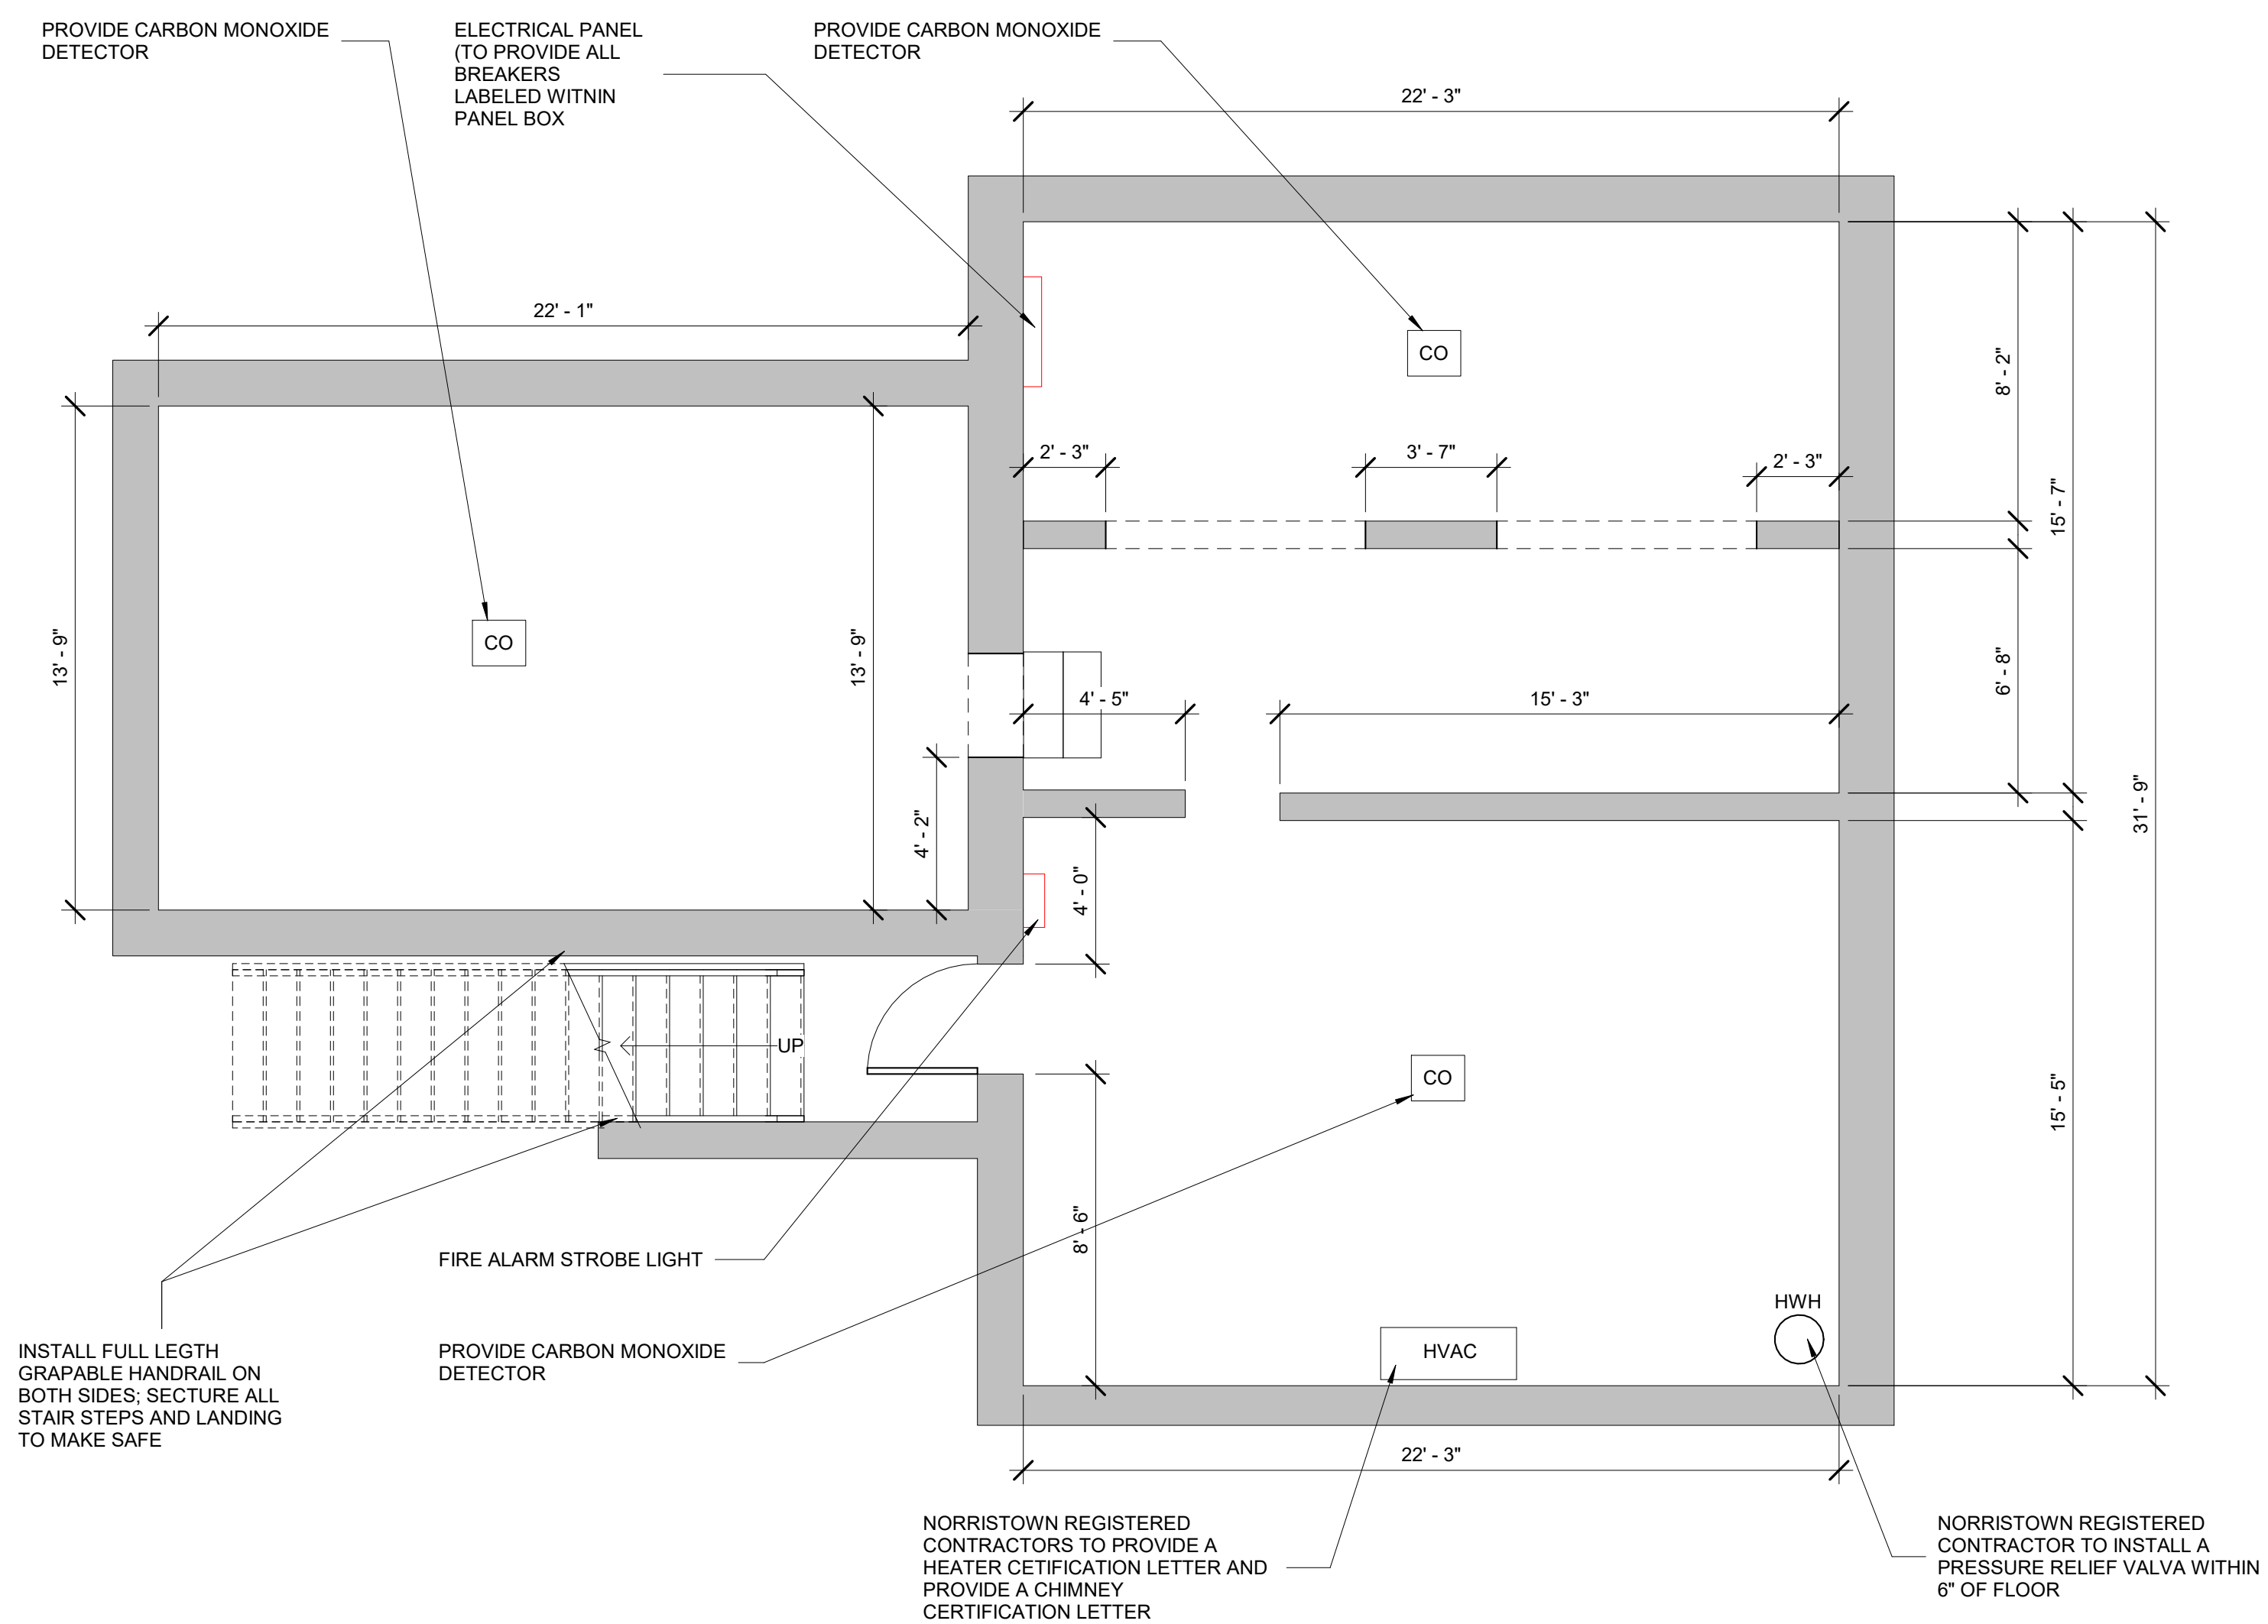 PROVIDE CARBON MONOXIDE
DETECTOR
ELECTRICAL PANEL
(TO PROVIDE ALL
BREAKERS
LABELED WITNIN
PANEL BOX
PROVIDE CARBON MONOXIDE
DETECTOR
22' - 3"
22' - 1"
CO
8' - 2"
2' - 3"
3' - 7"
2' - 3"
15' - 7"
13' - 9"
CO
13' - 9"
6' - 8"
4' - 5"
15' - 3"
31' - 9"
4' - 2"
4' - 0"
UP
CO
15' - 5"
8' - 6"
FIRE ALARM STROBE LIGHT
HWH
HVAC
INSTALL FULL LEGTH
GRAPABLE HANDRAIL ON
BOTH SIDES; SECTURE ALL
STAIR STEPS AND LANDING
TO MAKE SAFE
PROVIDE CARBON MONOXIDE
DETECTOR
22' - 3"
NORRISTOWN REGISTERED
CONTRACTORS TO PROVIDE A
HEATER CETIFICATION LETTER AND
PROVIDE A CHIMNEY
CERTIFICATION LETTER
NORRISTOWN REGISTERED
CONTRACTOR TO INSTALL A
PRESSURE RELIEF VALVA WITHIN
6" OF FLOOR